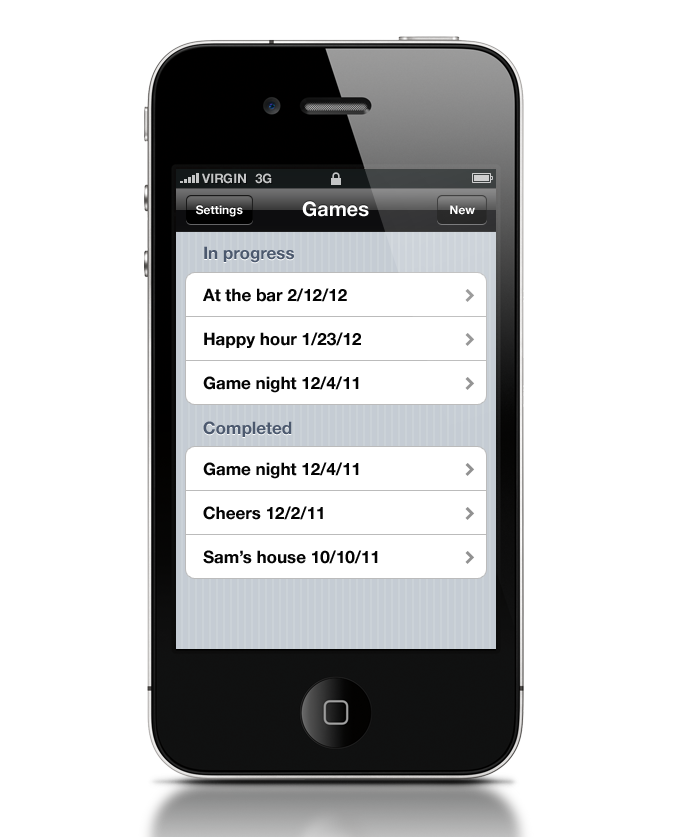 VIRGIN 3G
Settings Games New
In progress
At the bar 2/12/12
Happy hour 1/23/12
Game night 12/4/11
Completed
Game night 12/4/11
Cheers 12/2/11
Sam’s house 10/10/11